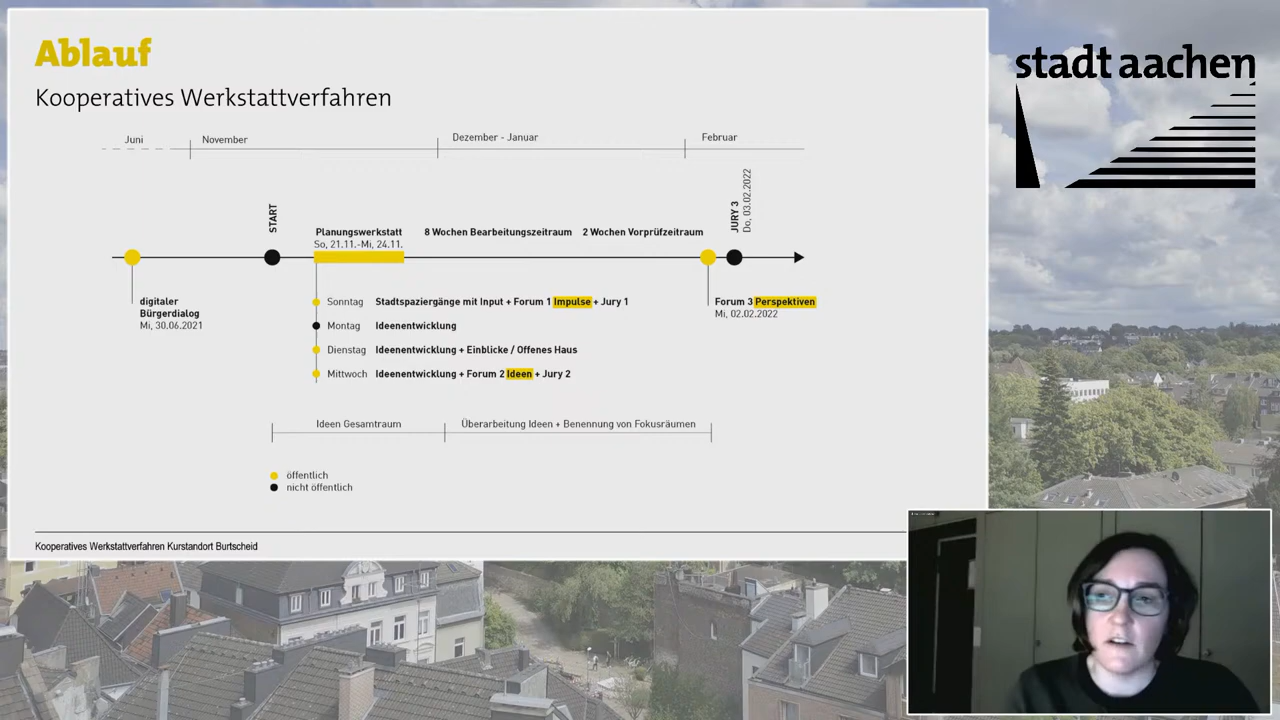 Ablauf
Kooperatives Werkstattverfahren
stadt aachen
Juni
November
Dezember - Januar
Februar
START
Planungswerkstatt
So, 21.11.-Mi, 24.11.
8 Wochen Bearbeitungszeitraum
2 Wochen Vorprüfzeitraum
JURY 3
Do, 03.02.2022
digitaler
Bürgerdialog
Mi, 30.06.2021
Sonntag Stadtspaziergänge mit Input + Forum 1 Impulse + Jury 1
Montag Ideenentwicklung
Dienstag Ideenentwicklung + Einblicke / Offenes Haus
Mittwoch Ideenentwicklung + Forum 2 Ideen + Jury 2
Forum 3 Perspektiven
Mi, 02.02.2022
Ideen Gesamtraum
Überarbeitung Ideen + Benennung von Fokusräumen
öffentlich
nicht öffentlich
Kooperatives Werkstattverfahren Kurstandort Burtscheid